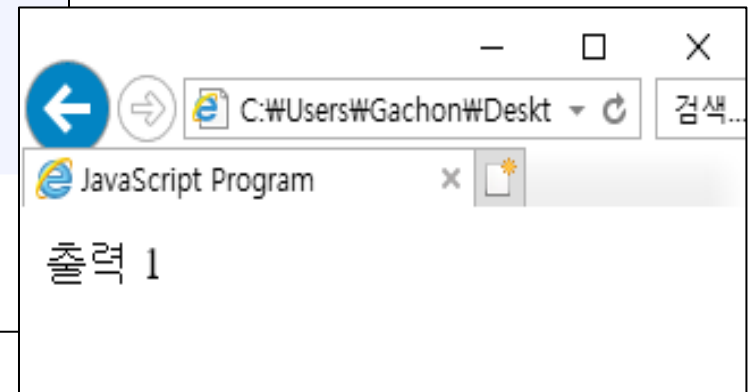 C:₩Users₩Gachon₩Deskt
검색...
JavaScript Program
출력 1